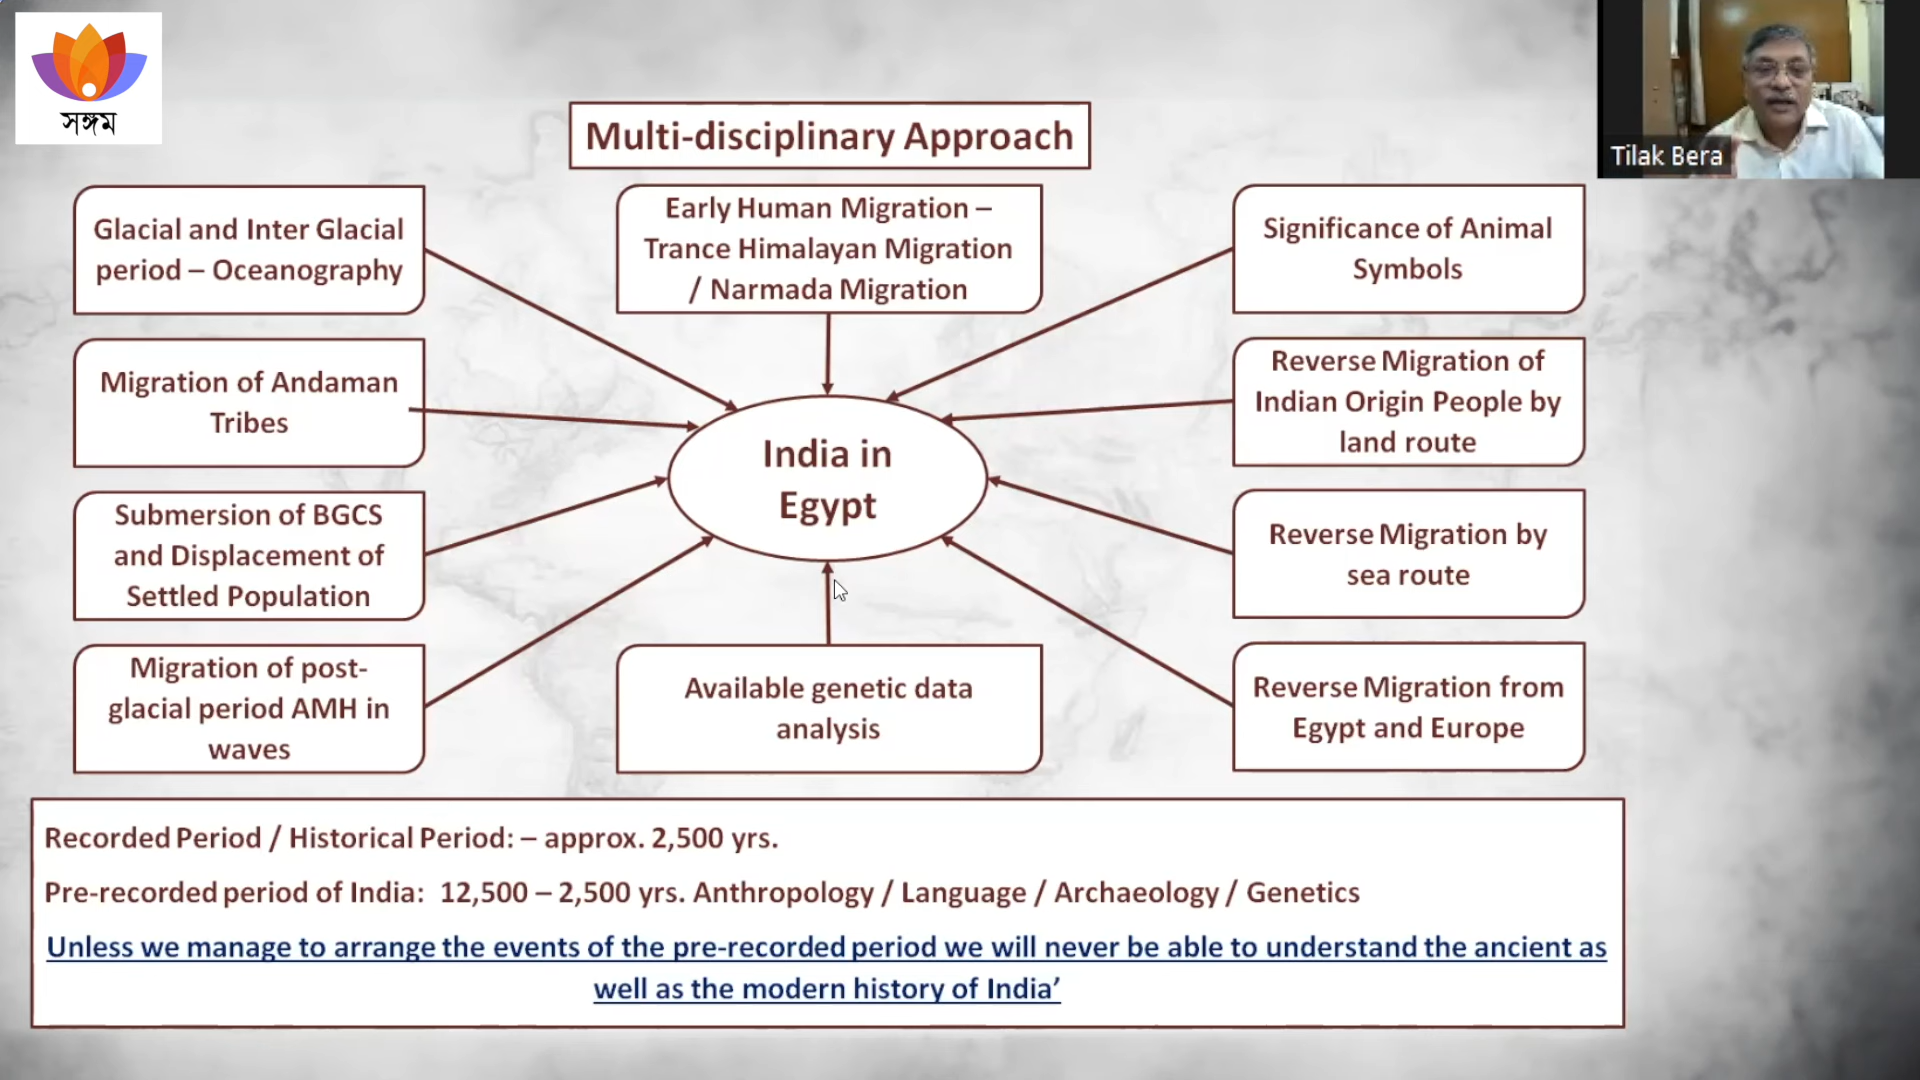 সঙ্গম
Tilak Bera
Multi-disciplinary Approach
Glacial and Inter Glacial
period – Oceanography
Early Human Migration –
Trance Himalayan Migration
/ Narmada Migration
Significance of Animal
Symbols
Migration of Andaman
Tribes
Reverse Migration of
Indian Origin People by
land route
India in
Egypt
Submersion of BGCS
and Displacement of
Settled Population
Reverse Migration by
sea route
Migration of post-
glacial period AMH in
waves
Available genetic data
analysis
Reverse Migration from
Egypt and Europe
Recorded Period / Historical Period: – approx. 2,500 yrs.
Pre-recorded period of India: 12,500 – 2,500 yrs. Anthropology / Language / Archaeology / Genetics
Unless we manage to arrange the events of the pre-recorded period we will never be able to understand the ancient as
well as the modern history of India’